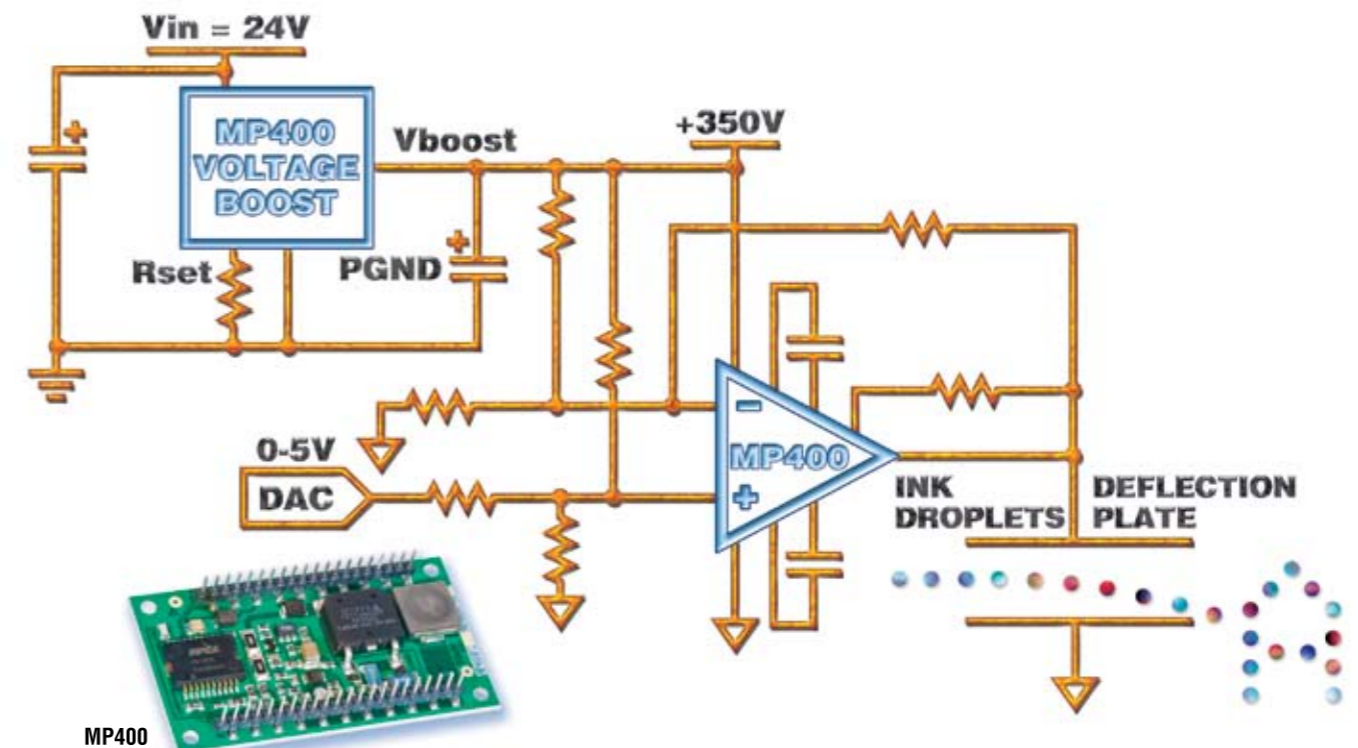 Vin = 24V
MP400
VOLTAGE
BOOST
Vboost
+350V
Rset
PGND
0-5V
DAC
MP400
INK
DROPLETS
DEFLECTION
PLATE
MP400